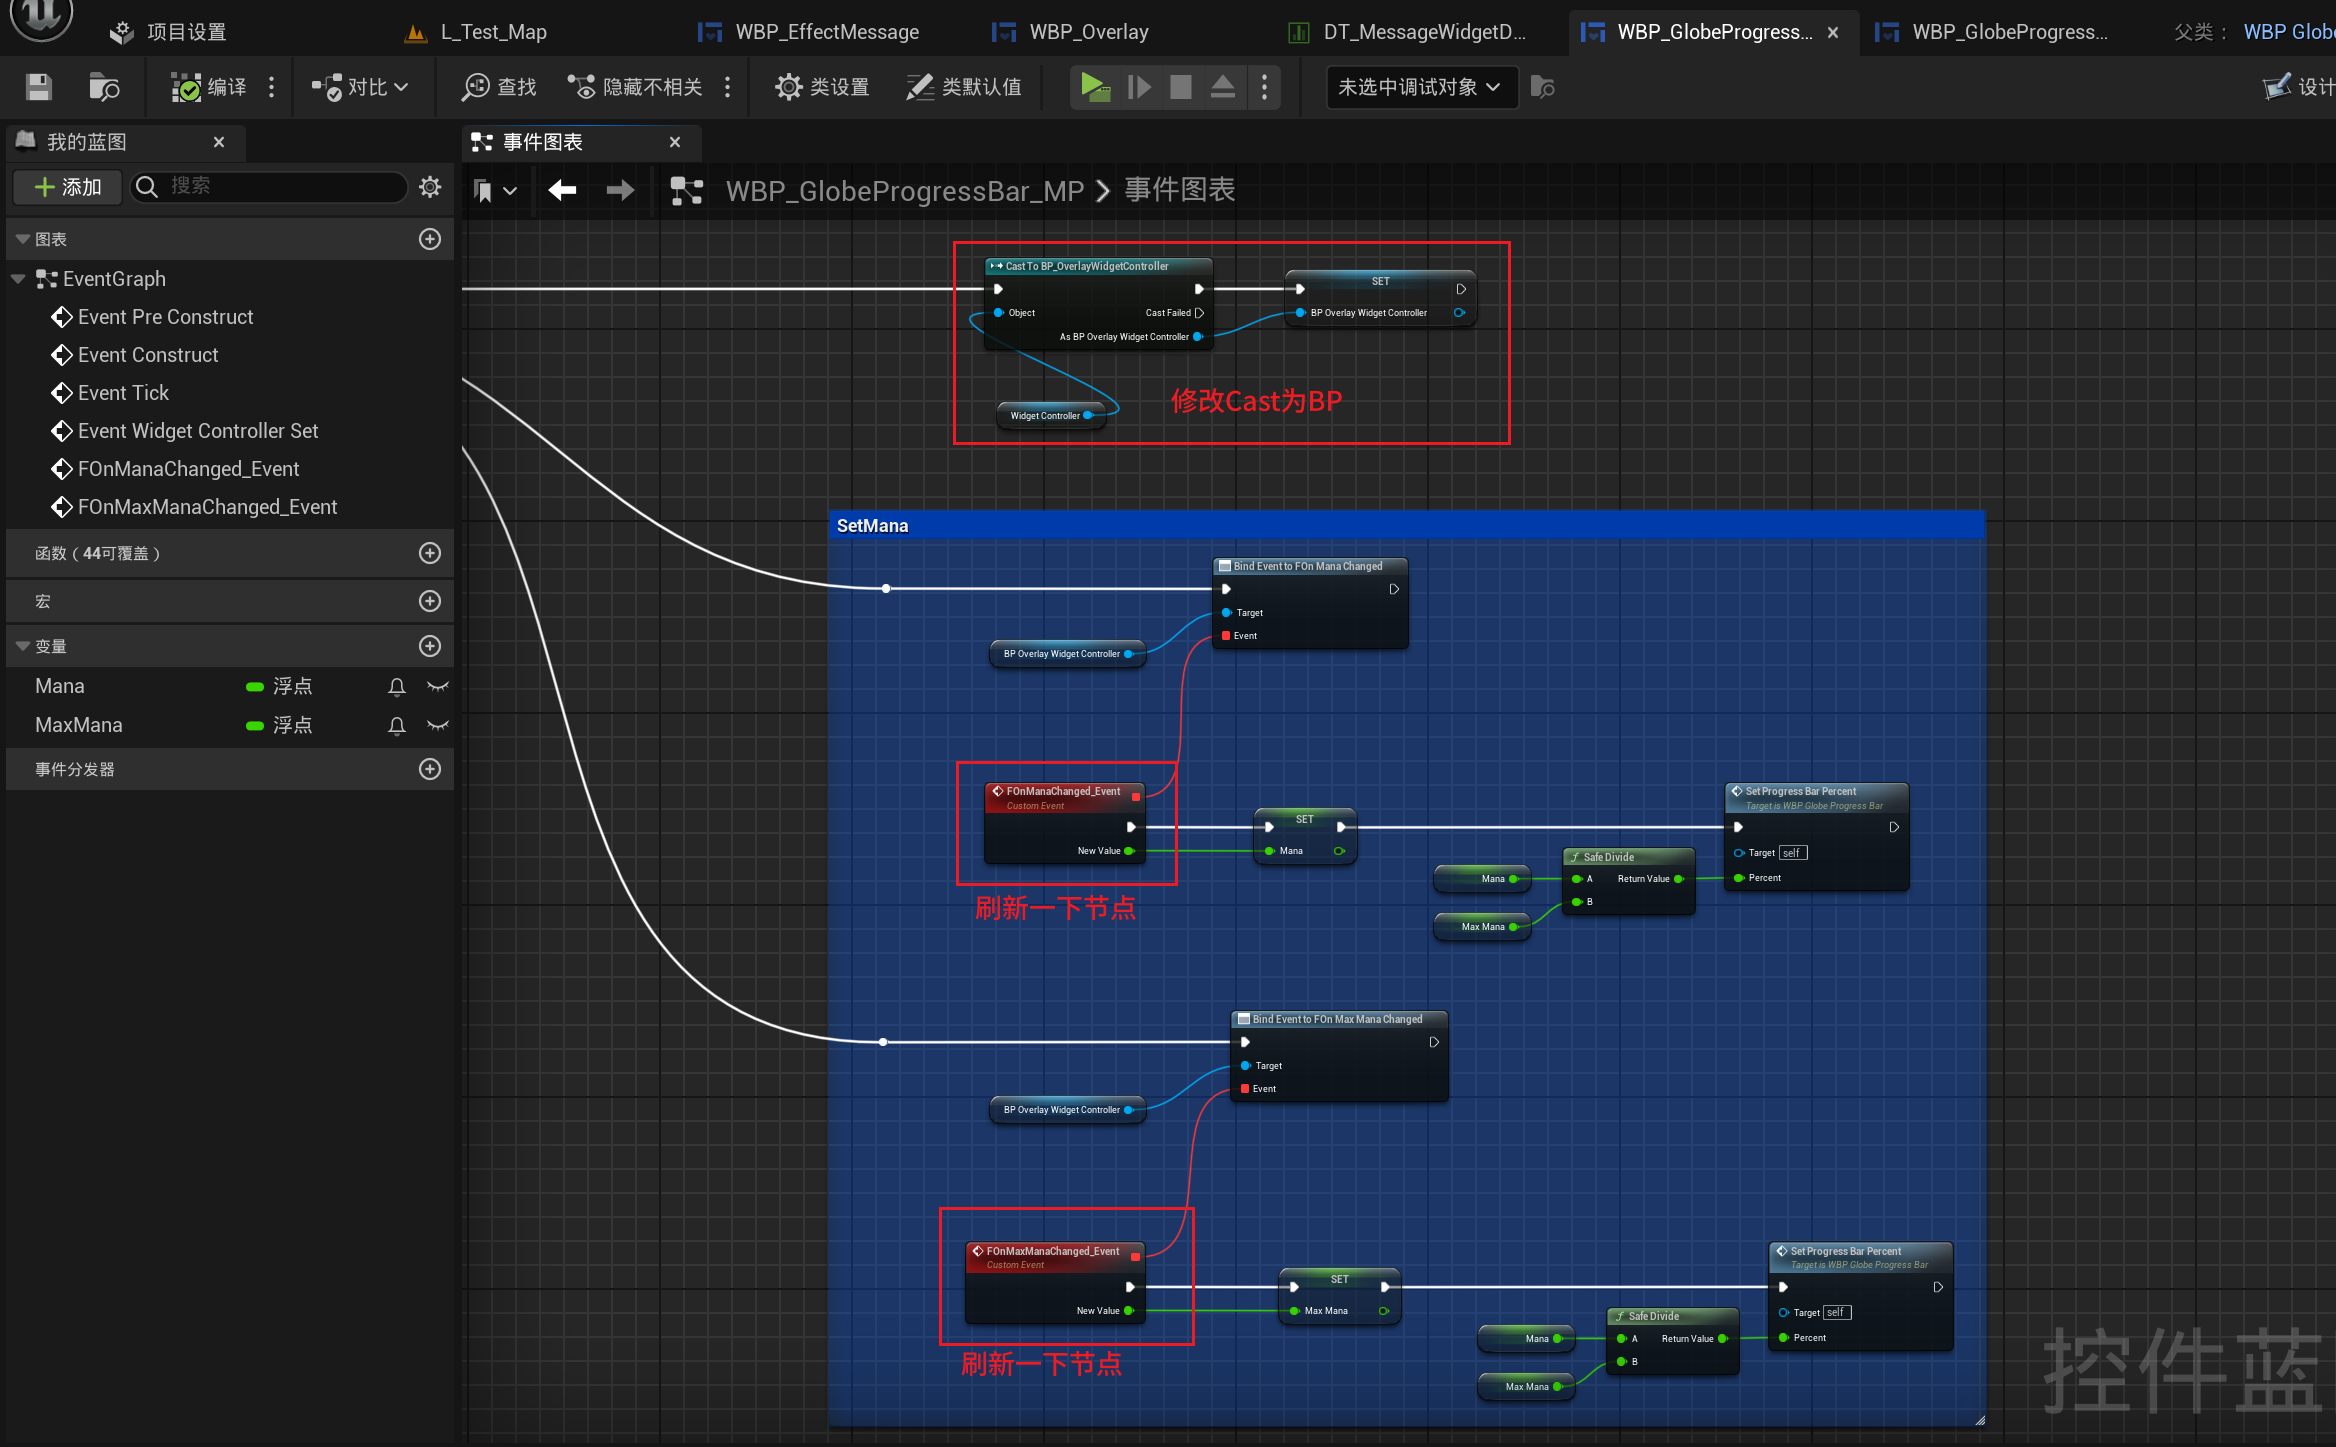 项目设置
L_Test_Map
WBP_EffectMessage
WBP_Overlay
DT_MessageWidgetD...
WBP_GlobeProgress...
WBP_GlobeProgress...
父类：
WBP Glob
编译
对比
查找
隐藏不相关
类设置
类默认值
未选中调试对象
设计
我的蓝图
事件图表
添加
搜索
WBP_GlobeProgressBar_MP
事件图表
图表
EventGraph
Event Pre Construct
Event Construct
Event Tick
Event Widget Controller Set
FOnManaChanged_Event
FOnMaxManaChanged_Event
函数（44可覆盖）
宏
变量
Mana
浮点
MaxMana
浮点
事件分发器
Cast To BP_OverlayWidgetController
Object
Cast Failed
As BP Overlay Widget Controller
SET
BP Overlay Widget Controller
Widget Controller
修改Cast为BP
SetMana
Bind Event to FOn Mana Changed
Target
Event
BP Overlay Widget Controller
FOnManaChanged_Event
Custom Event
New Value
SET
Mana
Set Progress Bar Percent
Target is WBP Globe Progress Bar
Target self
Percent
Mana
Max Mana
Safe Divide
A
Return Value
B
刷新一下节点
Bind Event to FOn Max Mana Changed
Target
Event
BP Overlay Widget Controller
FOnMaxManaChanged_Event
Custom Event
New Value
SET
Max Mana
Set Progress Bar Percent
Target is WBP Globe Progress Bar
Target self
Percent
Mana
Max Mana
Safe Divide
A
Return Value
B
刷新一下节点
控件蓝